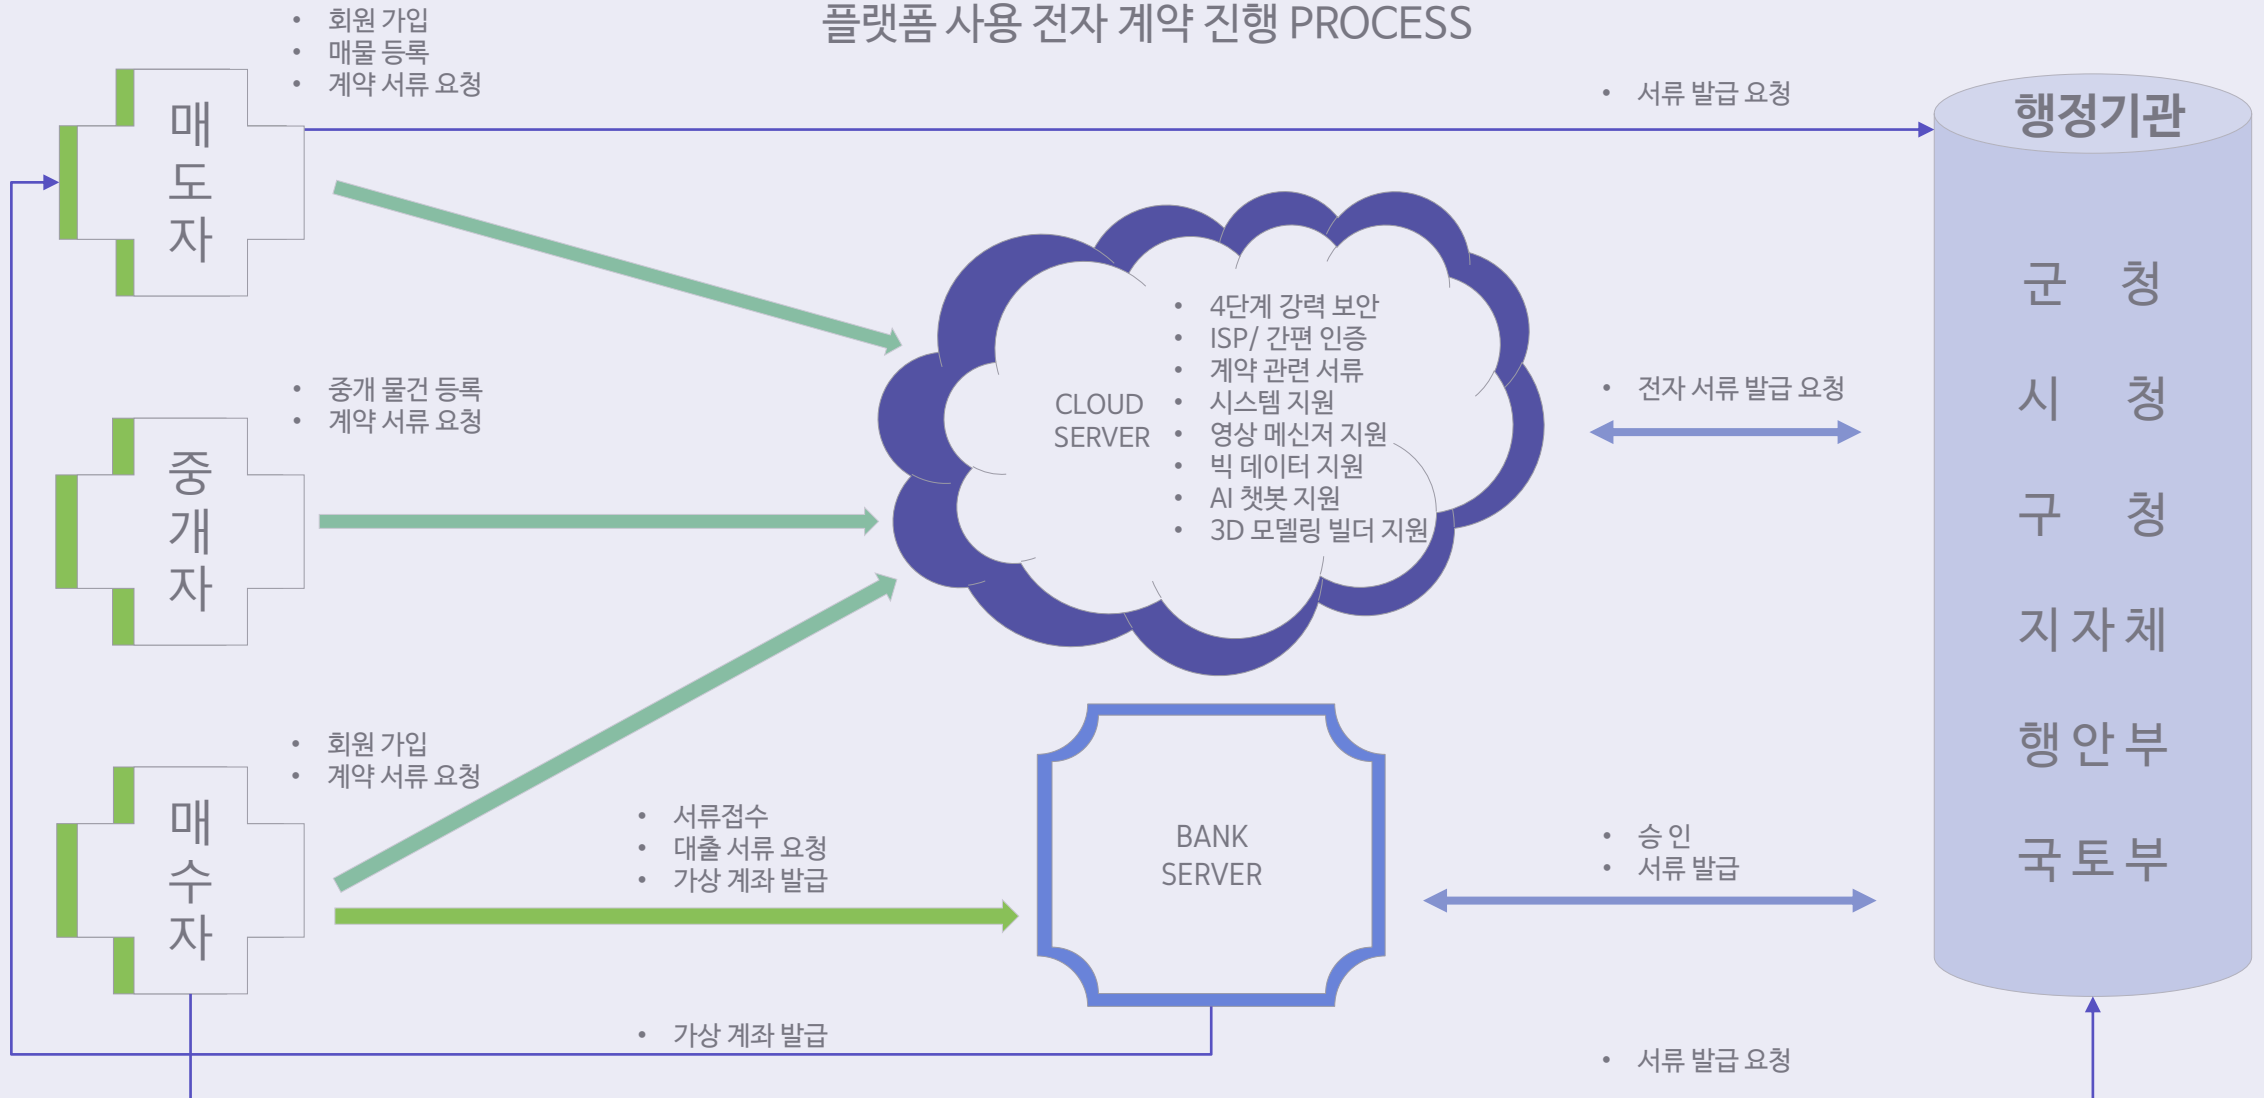 플랫폼 사용 전자 계약 진행 PROCESS
• 회원 가입
• 매물 등록
• 계약 서류 요청
매
도
자
• 서류 발급 요청
행정기관
군 청
시 청
구 청
지 자 체
행 안 부
국 토 부
• 중개 물건 등록
• 계약 서류 요청
중
개
자
CLOUD
SERVER
• 4단계 강력 보안
• ISP/ 간편 인증
• 계약 관련 서류
• 시스템 지원
• 영상 메신저 지원
• 빅 데이터 지원
• AI 챗봇 지원
• 3D 모델링 빌더 지원
• 전자 서류 발급 요청
• 회원 가입
• 계약 서류 요청
매
수
자
• 서류접수
• 대출 서류 요청
• 가상 계좌 발급
BANK
SERVER
• 승 인
• 서류 발급
• 가상 계좌 발급
• 서류 발급 요청